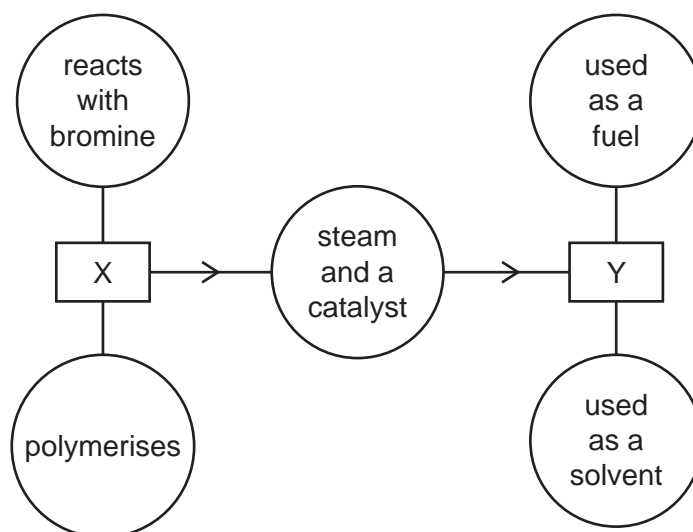 reacts
with
bromine
used
as a
fuel
X
steam
and a
catalyst
Y
polymerises
used
as a
solvent